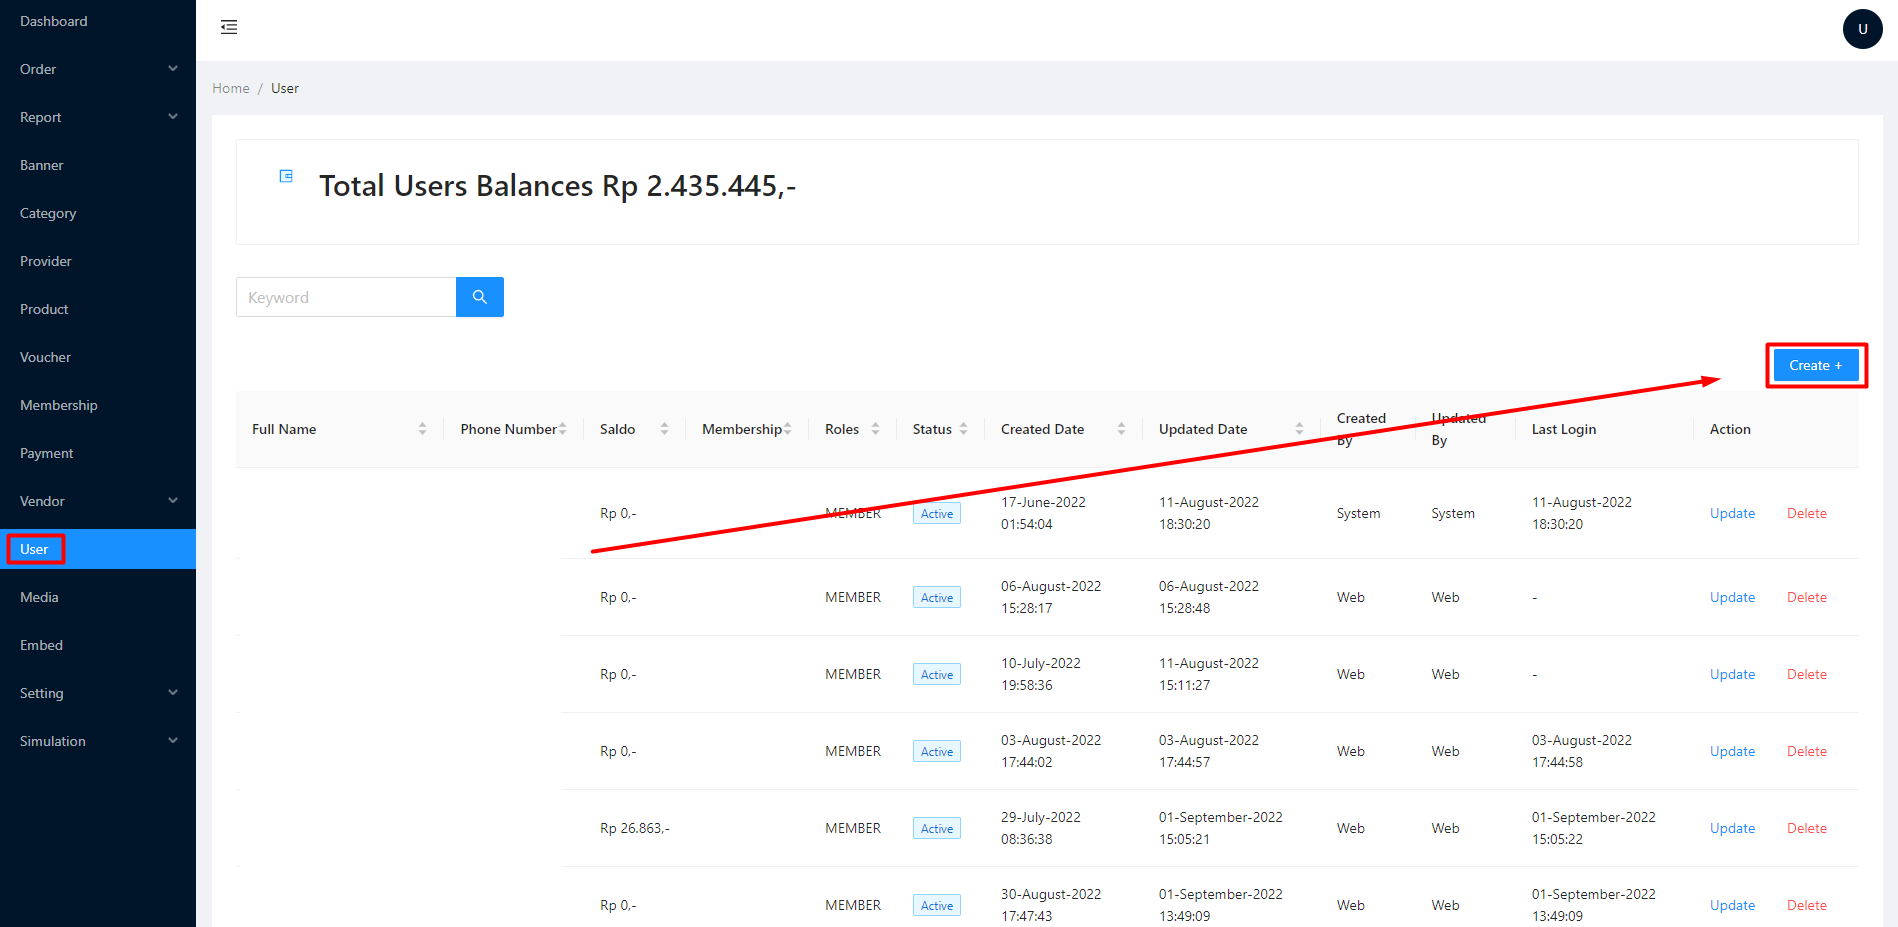 Dashboard
Order
Report
Banner
Category
Provider
Product
Voucher
Membership
Payment
Vendor
User
Media
Embed
Setting
Simulation
U
Home / User
Total Users Balances Rp 2.435.445,-
Keyword
Create +
Full Name Phone Number Saldo Membership Roles Status Created Date Updated Date Created By Updated By Last Login Action
Rp 0,- MEMBER Active 17-June-2022 01:54:04 11-August-2022 18:30:20 System System 11-August-2022 18:30:20 Update Delete
Rp 0,- MEMBER Active 06-August-2022 15:28:17 06-August-2022 15:28:48 Web Web - Update Delete
Rp 0,- MEMBER Active 10-July-2022 19:58:36 11-August-2022 15:11:27 Web Web - Update Delete
Rp 0,- MEMBER Active 03-August-2022 17:44:02 03-August-2022 17:44:57 Web Web 03-August-2022 17:44:58 Update Delete
Rp 26.863,- MEMBER Active 29-July-2022 08:36:38 01-September-2022 15:05:21 Web Web 01-September-2022 15:05:22 Update Delete
Rp 0,- MEMBER Active 30-August-2022 17:47:43 01-September-2022 13:49:09 Web Web 01-September-2022 13:49:09 Update Delete